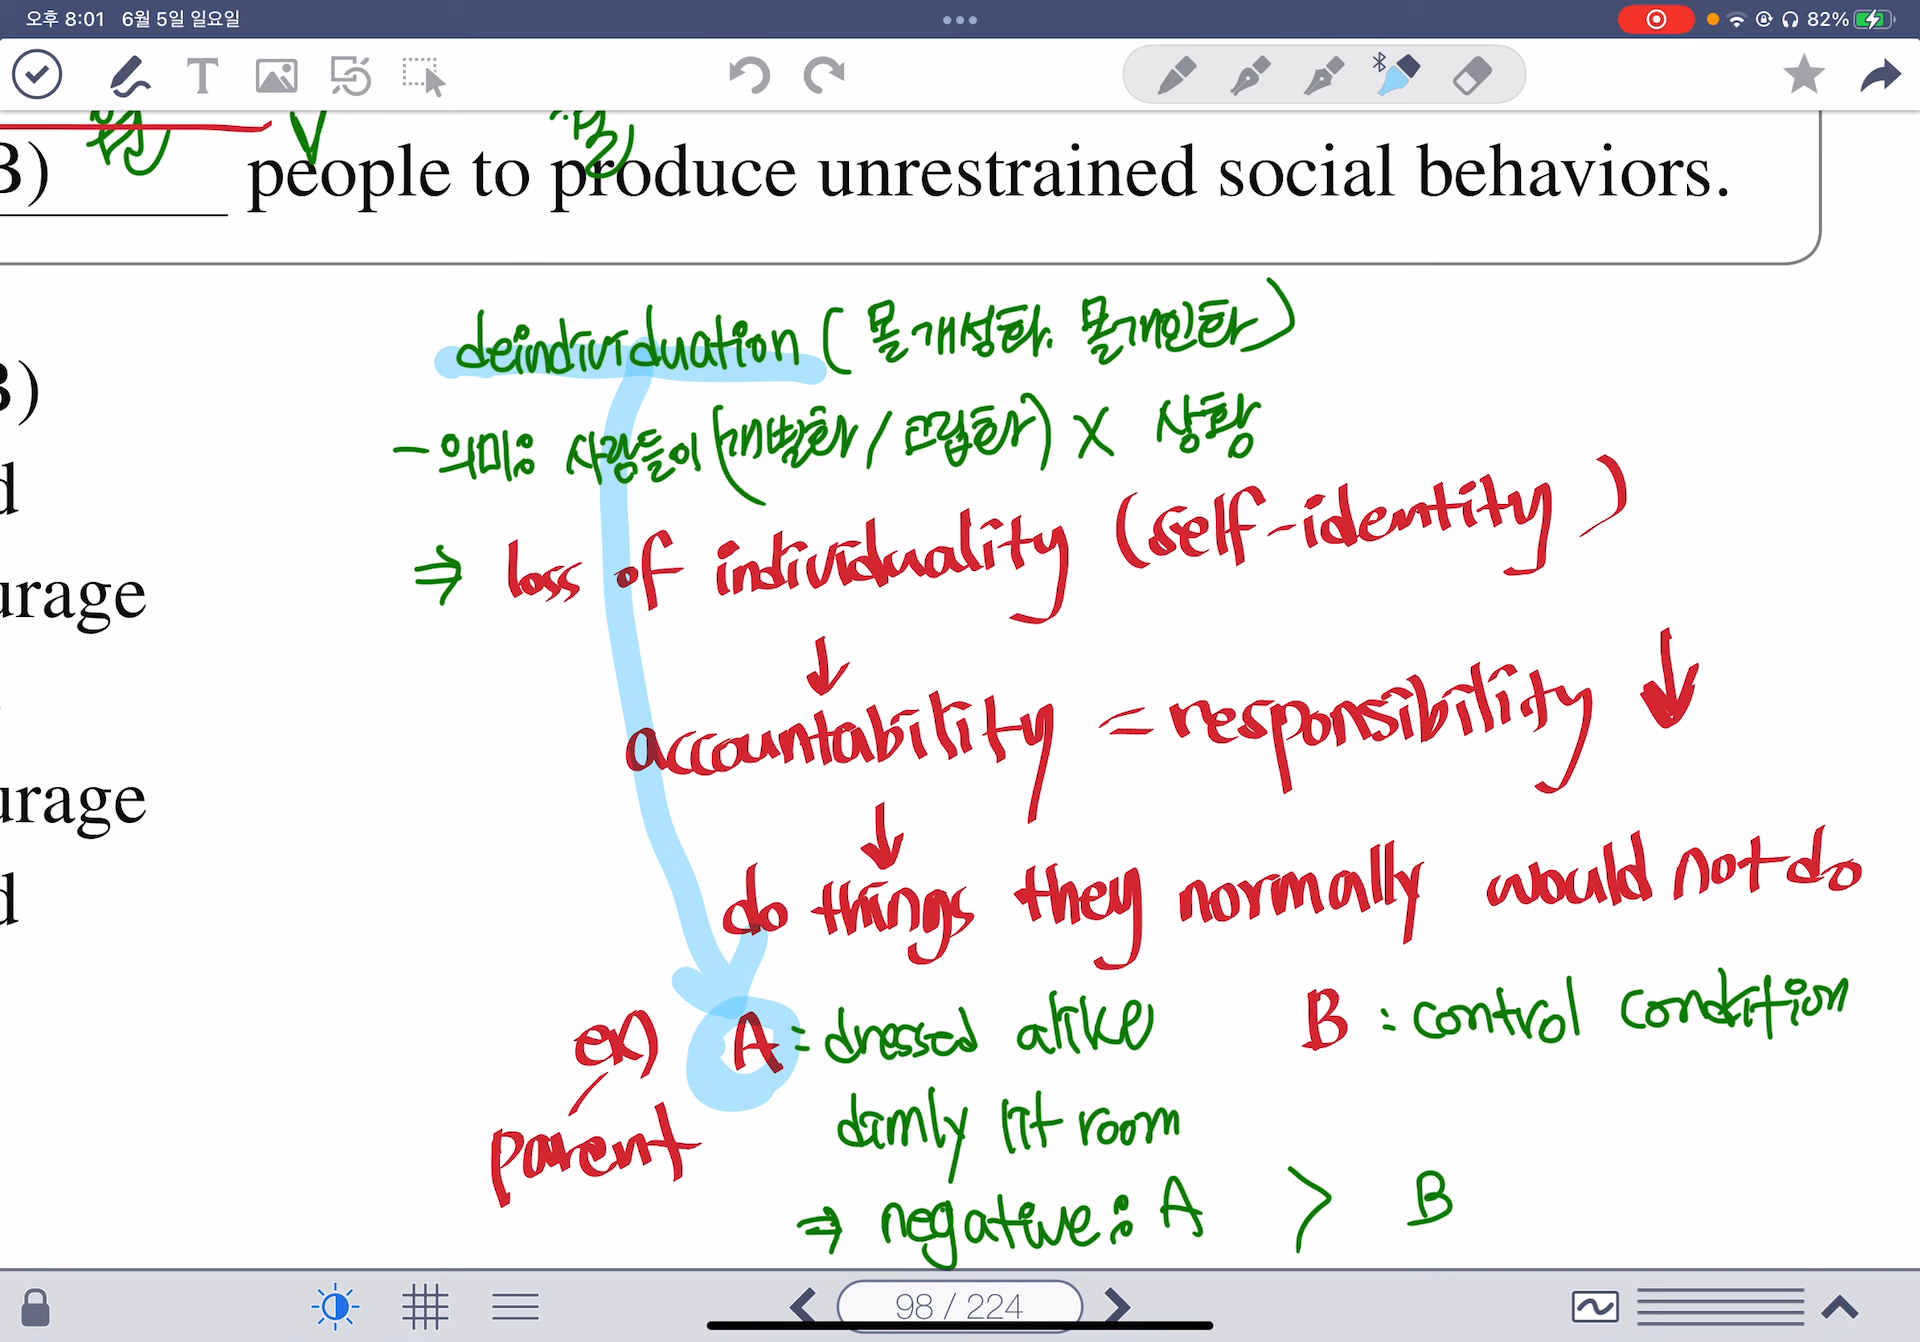 오후 8:01 6월 5일 일요일 82%
B) people to produce unrestrained social behaviors.
deindividuation ( 몰개성화. 몰개인화)
B)
- 의미: 사람들이 (개별화/고립화) X 상황
d
⇒ loss of individuality (self-identity)
urage
↓
accountability = responsibility ↓
urage
↓
d
do things they normally would not do
ex) A : dressed alike B : control condition
parent dimly lit room
⇒ negative: A > B
98 / 224